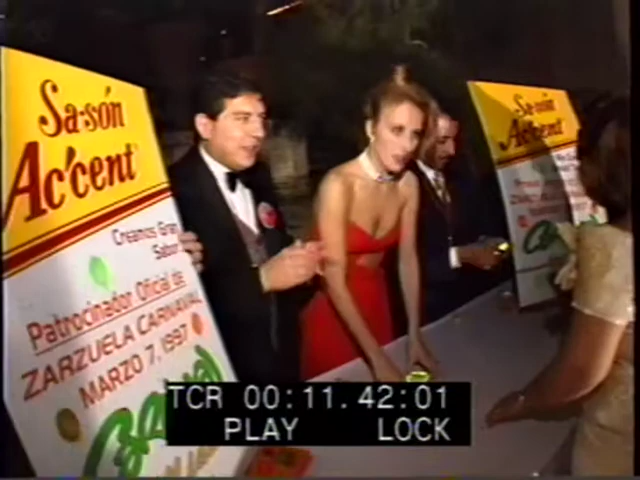 Sa-són
Ac'cent
Creamos Gran
Sabor
Patrocinador Oficial de
ZARZUELA CARNAVAL
MARZO 7, 1997
Sa-són
Ac'cent
TCR 00:11.42:01
PLAY LOCK